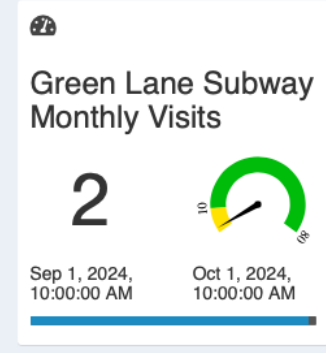 Green Lane Subway
Monthly Visits
2
10
80
Sep 1, 2024,
10:00:00 AM
Oct 1, 2024,
10:00:00 AM